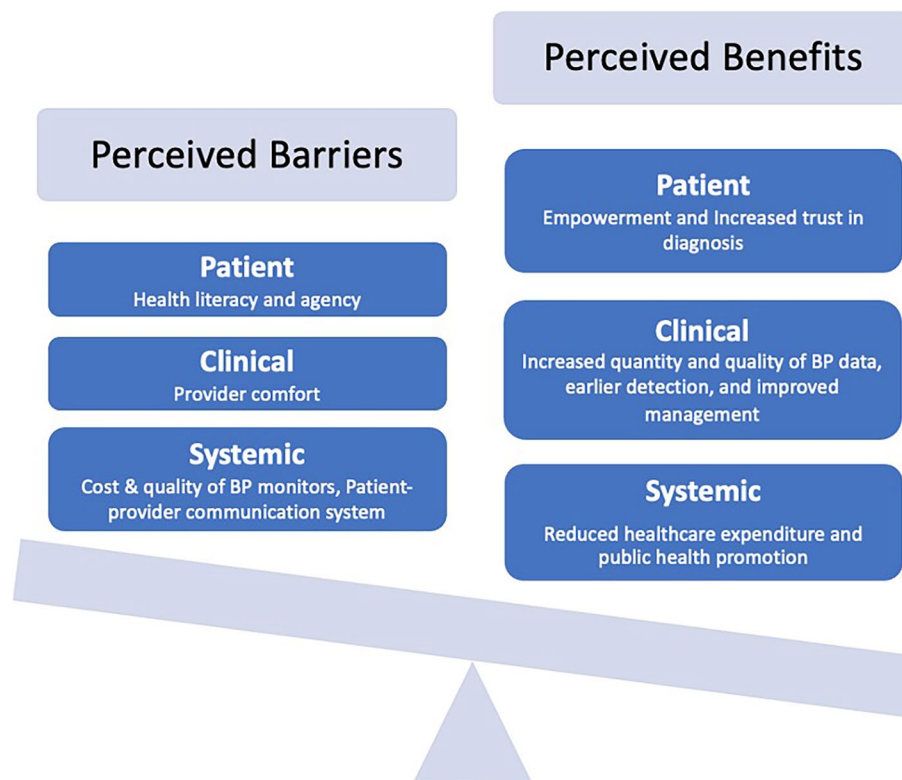 Perceived Benefits
Perceived Barriers
Patient
Health literacy and agency
Clinical
Provider comfort
Systemic
Cost & quality of BP monitors, Patient-
provider communication system
Patient
Empowerment and Increased trust in
diagnosis
Clinical
Increased quantity and quality of BP data,
earlier detection, and improved
management
Systemic
Reduced healthcare expenditure and
public health promotion